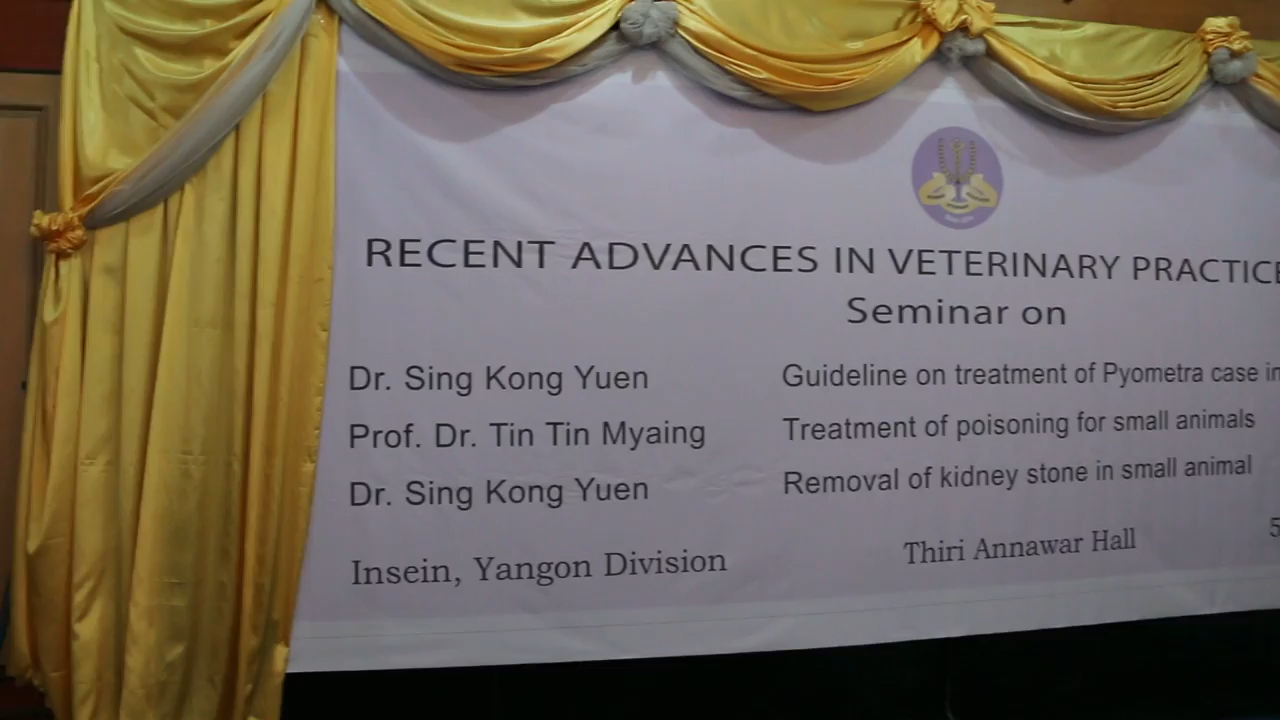 RECENT ADVANCES IN VETERINARY PRACTICE
Seminar on
Dr. Sing Kong Yuen Guideline on treatment of Pyometra case in
Prof. Dr. Tin Tin Myaing Treatment of poisoning for small animals
Dr. Sing Kong Yuen Removal of kidney stone in small animal
Insein, Yangon Division Thiri Annawar Hall 5